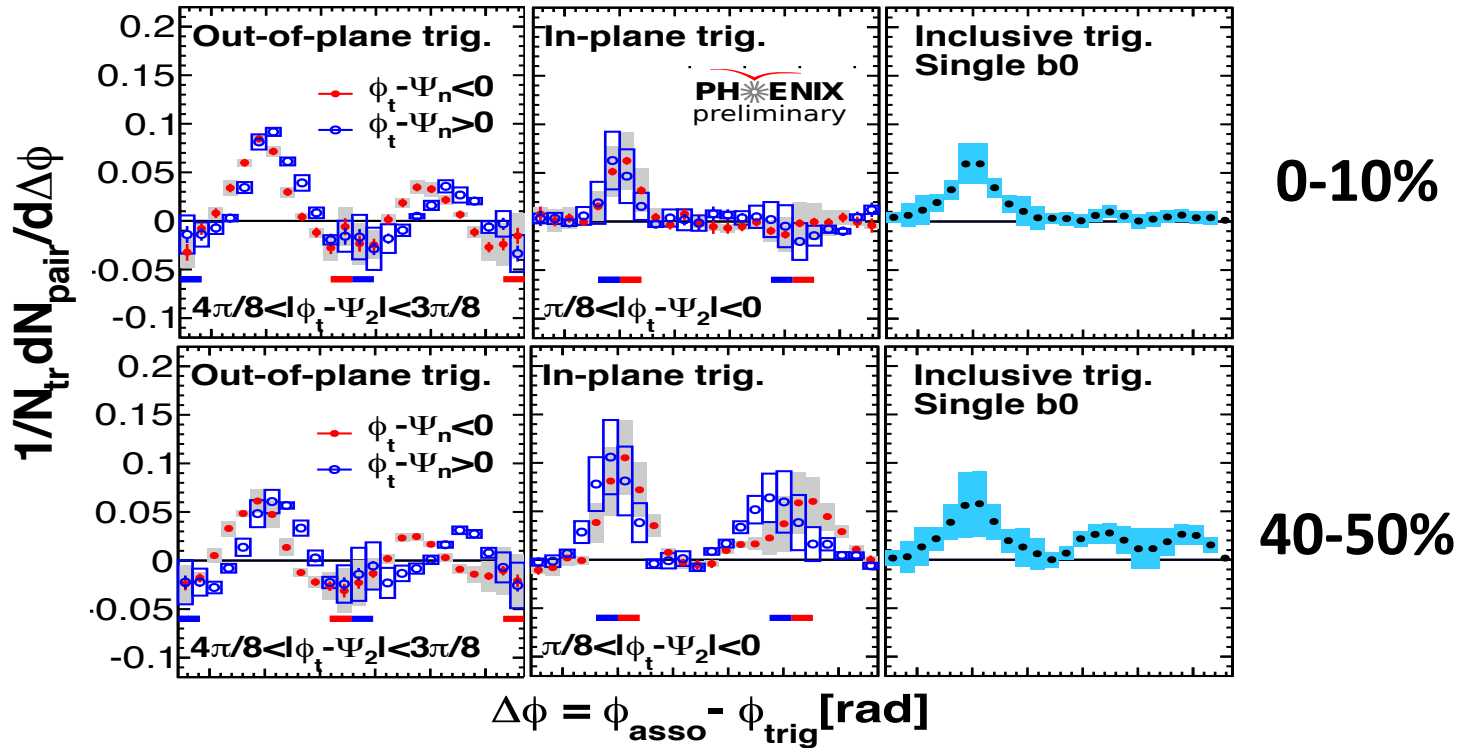 0.2
0.15
0.1
0.05
0
-0.05
-0.1
Out-of-plane trig.
ϕt-Ψn<0
ϕt-Ψn>0
4π/8<|ϕt-Ψ2|<3π/8
In-plane trig.
PHENIX
preliminary
π/8<|ϕt-Ψ2|<0
Inclusive trig.
Single b0
0-10%
1/Ntr dNpair/dΔϕ
0.2
0.15
0.1
0.05
0
-0.05
-0.1
Out-of-plane trig.
ϕt-Ψn<0
ϕt-Ψn>0
4π/8<|ϕt-Ψ2|<3π/8
In-plane trig.
π/8<|ϕt-Ψ2|<0
Inclusive trig.
Single b0
40-50%
Δϕ = ϕasso - ϕtrig [rad]